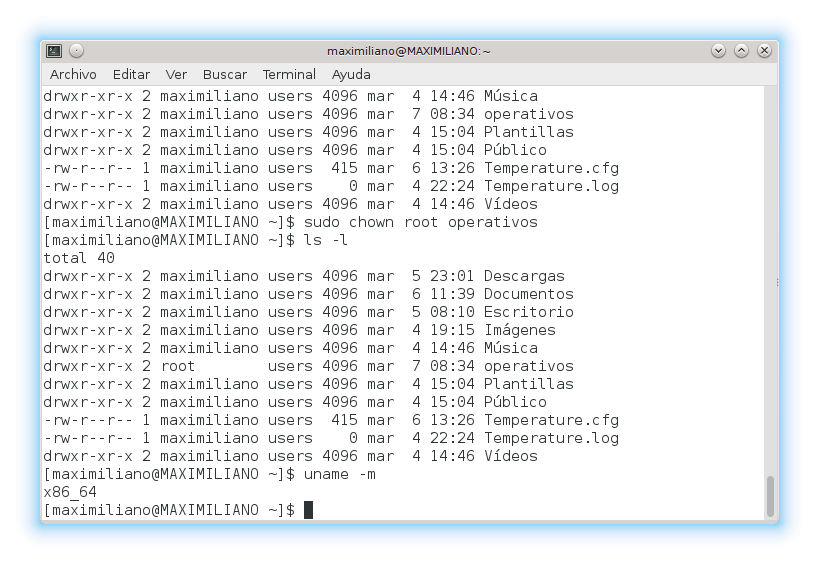 maximiliano@MAXIMILIANO:~
Archivo Editar Ver Buscar Terminal Ayuda
drwxr-xr-x 2 maximiliano users 4096 mar  4 14:46 Música
drwxr-xr-x 2 maximiliano users 4096 mar  7 08:34 operativos
drwxr-xr-x 2 maximiliano users 4096 mar  4 15:04 Plantillas
drwxr-xr-x 2 maximiliano users 4096 mar  4 15:04 Público
-rw-r--r-- 1 maximiliano users  415 mar  6 13:26 Temperature.cfg
-rw-r--r-- 1 maximiliano users    0 mar  4 22:24 Temperature.log
drwxr-xr-x 2 maximiliano users 4096 mar  4 14:46 Vídeos
[maximiliano@MAXIMILIANO ~]$ sudo chown root operativos
[maximiliano@MAXIMILIANO ~]$ ls -l
total 40
drwxr-xr-x 2 maximiliano users 4096 mar  5 23:01 Descargas
drwxr-xr-x 2 maximiliano users 4096 mar  6 11:39 Documentos
drwxr-xr-x 2 maximiliano users 4096 mar  5 08:10 Escritorio
drwxr-xr-x 2 maximiliano users 4096 mar  4 19:15 Imágenes
drwxr-xr-x 2 maximiliano users 4096 mar  4 14:46 Música
drwxr-xr-x 2 root        users 4096 mar  7 08:34 operativos
drwxr-xr-x 2 maximiliano users 4096 mar  4 15:04 Plantillas
drwxr-xr-x 2 maximiliano users 4096 mar  4 15:04 Público
-rw-r--r-- 1 maximiliano users  415 mar  6 13:26 Temperature.cfg
-rw-r--r-- 1 maximiliano users    0 mar  4 22:24 Temperature.log
drwxr-xr-x 2 maximiliano users 4096 mar  4 14:46 Vídeos
[maximiliano@MAXIMILIANO ~]$ uname -m
x86_64
[maximiliano@MAXIMILIANO ~]$